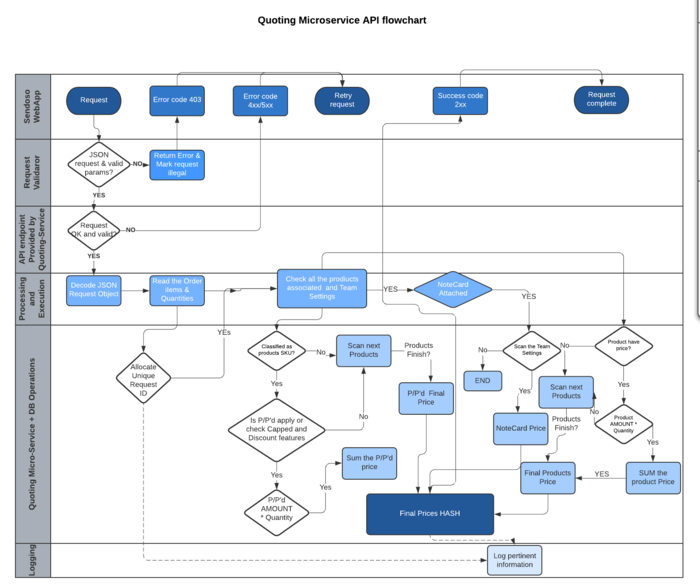 Quoting Microservice API flowchart
Sendoso
WebApp
Request
Error code 403
Error code
4xx/5xx
Retry
request
Success code
2xx
Request
complete
Request
Validaror
JSON
request & valid
params?
NO
Return Error &
Mark request
illegal
YES
API endpoint
Provided by
Quoting-Service
Request
OK and valid?
NO
YES
Processing
and
Execution
Decode JSON
Request Object
Read the Order
items &
Quantities
Check all the products
associated and Team
Settings
YES
NoteCard
Attached
YES
Quoting Micro-Service + DB Operations
YEs
Allocate
Unique
Request
ID
Classified as
products SKU?
No
Scan next
Products
Products
Finish?
Yes
P/P'd Final
Price
Is P/P'd apply or
check Capped and
Discount features
No
Yes
Sum the P/P'd
price
P/P'd
AMOUNT
* Quantity
Yes
No
Scan the Team
Settings
No
Product have
price?
END
Scan next
Products
Yes
Yes
NoteCard Price
Products
Finish?
No
Product
AMOUNT *
Quantity
Yes
Final Products
Price
YES
SUM the
product Price
Final Prices HASH
Logging
Log pertinent
information